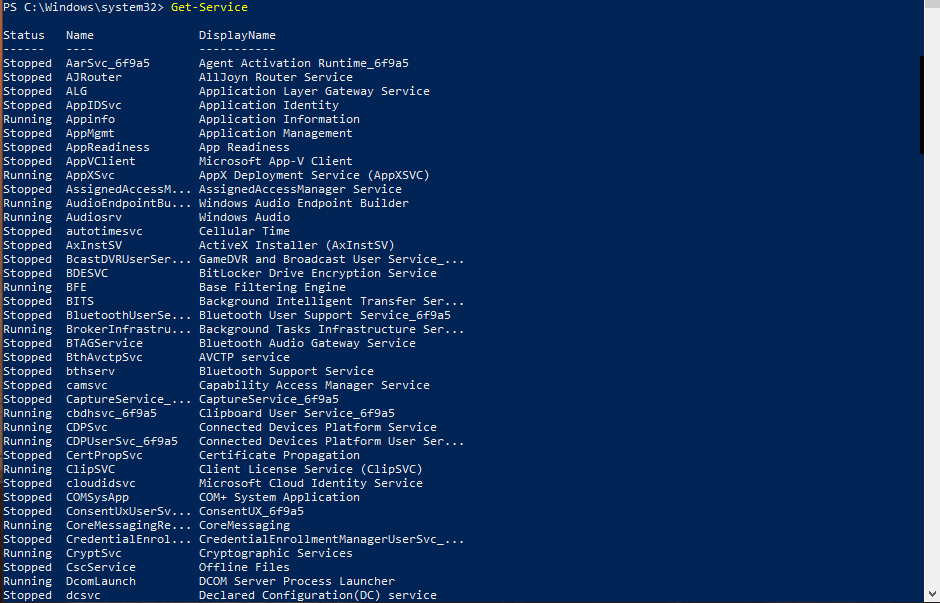 PS C:\Windows\system32> Get-Service
Status   Name               DisplayName
------   ----               -----------
Stopped  AarSvc_6f9a5       Agent Activation Runtime_6f9a5
Stopped  AJRouter           AllJoyn Router Service
Stopped  ALG                Application Layer Gateway Service
Stopped  AppIDSvc           Application Identity
Running  Appinfo            Application Information
Stopped  AppMgmt            Application Management
Stopped  AppReadiness       App Readiness
Stopped  AppVClient         Microsoft App-V Client
Running  AppXSvc            AppX Deployment Service (AppXSVC)
Stopped  AssignedAccessM... AssignedAccessManager Service
Running  AudioEndpointBu... Windows Audio Endpoint Builder
Running  Audiosrv           Windows Audio
Stopped  autotimesvc        Cellular Time
Stopped  AxInstSV           ActiveX Installer (AxInstSV)
Stopped  BcastDVRUserSer... GameDVR and Broadcast User Service_...
Stopped  BDESVC             BitLocker Drive Encryption Service
Running  BFE                Base Filtering Engine
Stopped  BITS               Background Intelligent Transfer Ser...
Stopped  BluetoothUserSe... Bluetooth User Support Service_6f9a5
Running  BrokerInfrastru... Background Tasks Infrastructure Ser...
Stopped  BTAGService        Bluetooth Audio Gateway Service
Stopped  BthAvctpSvc        AVCTP service
Stopped  bthserv            Bluetooth Support Service
Stopped  camsvc             Capability Access Manager Service
Stopped  CaptureService_... CaptureService_6f9a5
Running  cbdhsvc_6f9a5      Clipboard User Service_6f9a5
Running  CDPSvc             Connected Devices Platform Service
Running  CDPUserSvc_6f9a5   Connected Devices Platform User Ser...
Stopped  CertPropSvc        Certificate Propagation
Running  ClipSVC            Client License Service (ClipSVC)
Stopped  cloudidsvc         Microsoft Cloud Identity Service
Stopped  COMSysApp          COM+ System Application
Stopped  ConsentUxUserSv... ConsentUX_6f9a5
Running  CoreMessagingRe... CoreMessaging
Stopped  CredentialEnrol... CredentialEnrollmentManagerUserSvc_...
Running  CryptSvc           Cryptographic Services
Stopped  CscService         Offline Files
Running  DcomLaunch         DCOM Server Process Launcher
Stopped  dcsvc              Declared Configuration(DC) service